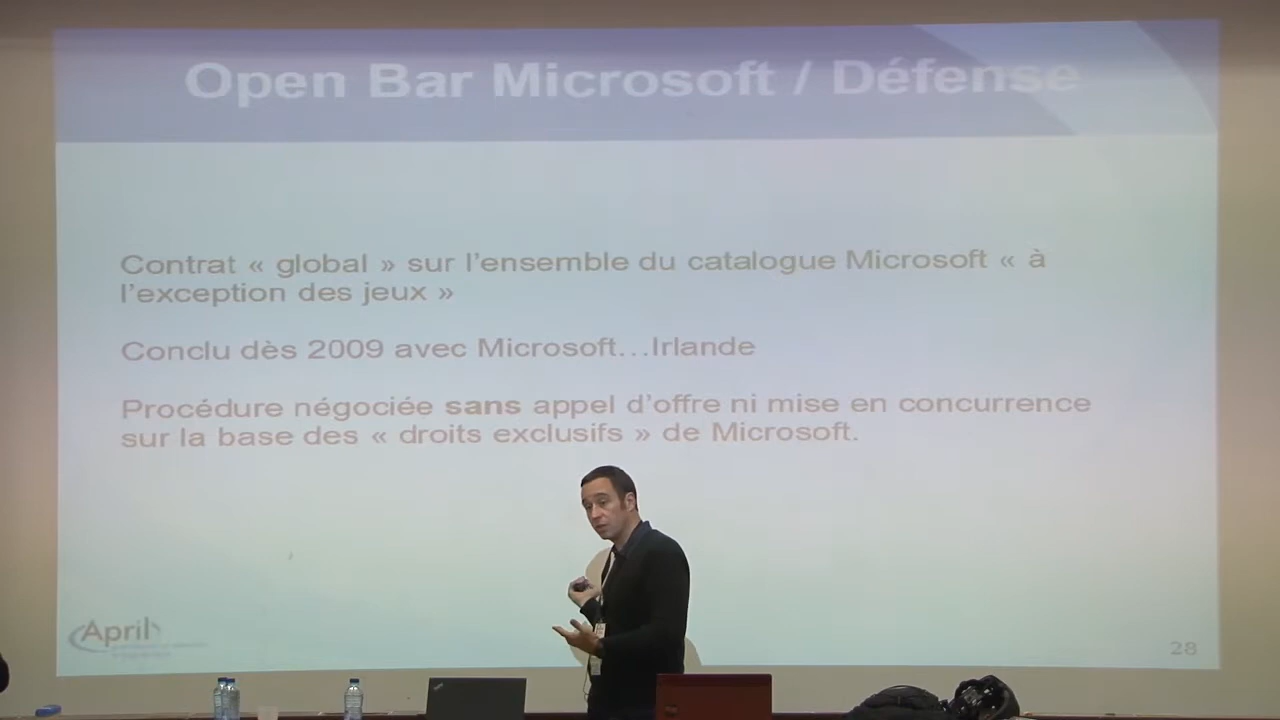 Open Bar Microsoft / Défense
Contrat « global » sur l'ensemble du catalogue Microsoft « à
l'exception des jeux »
Conclu dès 2009 avec Microsoft...Irlande
Procédure négociée sans appel d'offre ni mise en concurrence
sur la base des « droits exclusifs » de Microsoft.
April
28